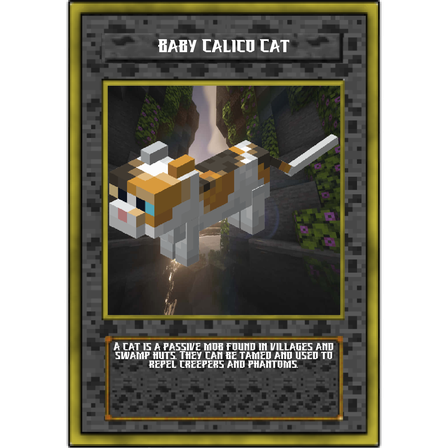 BABY CALICO CAT
A CAT IS A PASSIVE MOB FOUND IN VILLAGES AND
SWAMP HUTS. THEY CAN BE TAMED AND USED TO
REPEL CREEPERS AND PHANTOMS.